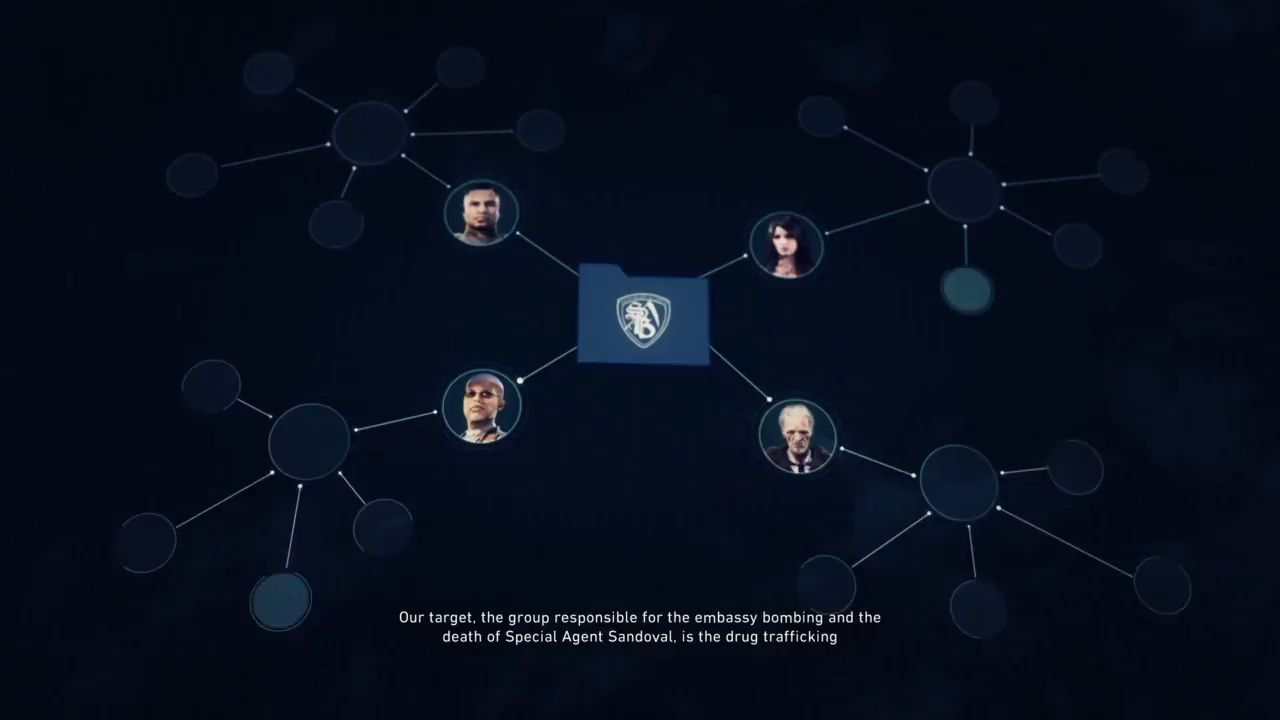 SB
Our target, the group responsible for the embassy bombing and the
death of Special Agent Sandoval, is the drug trafficking